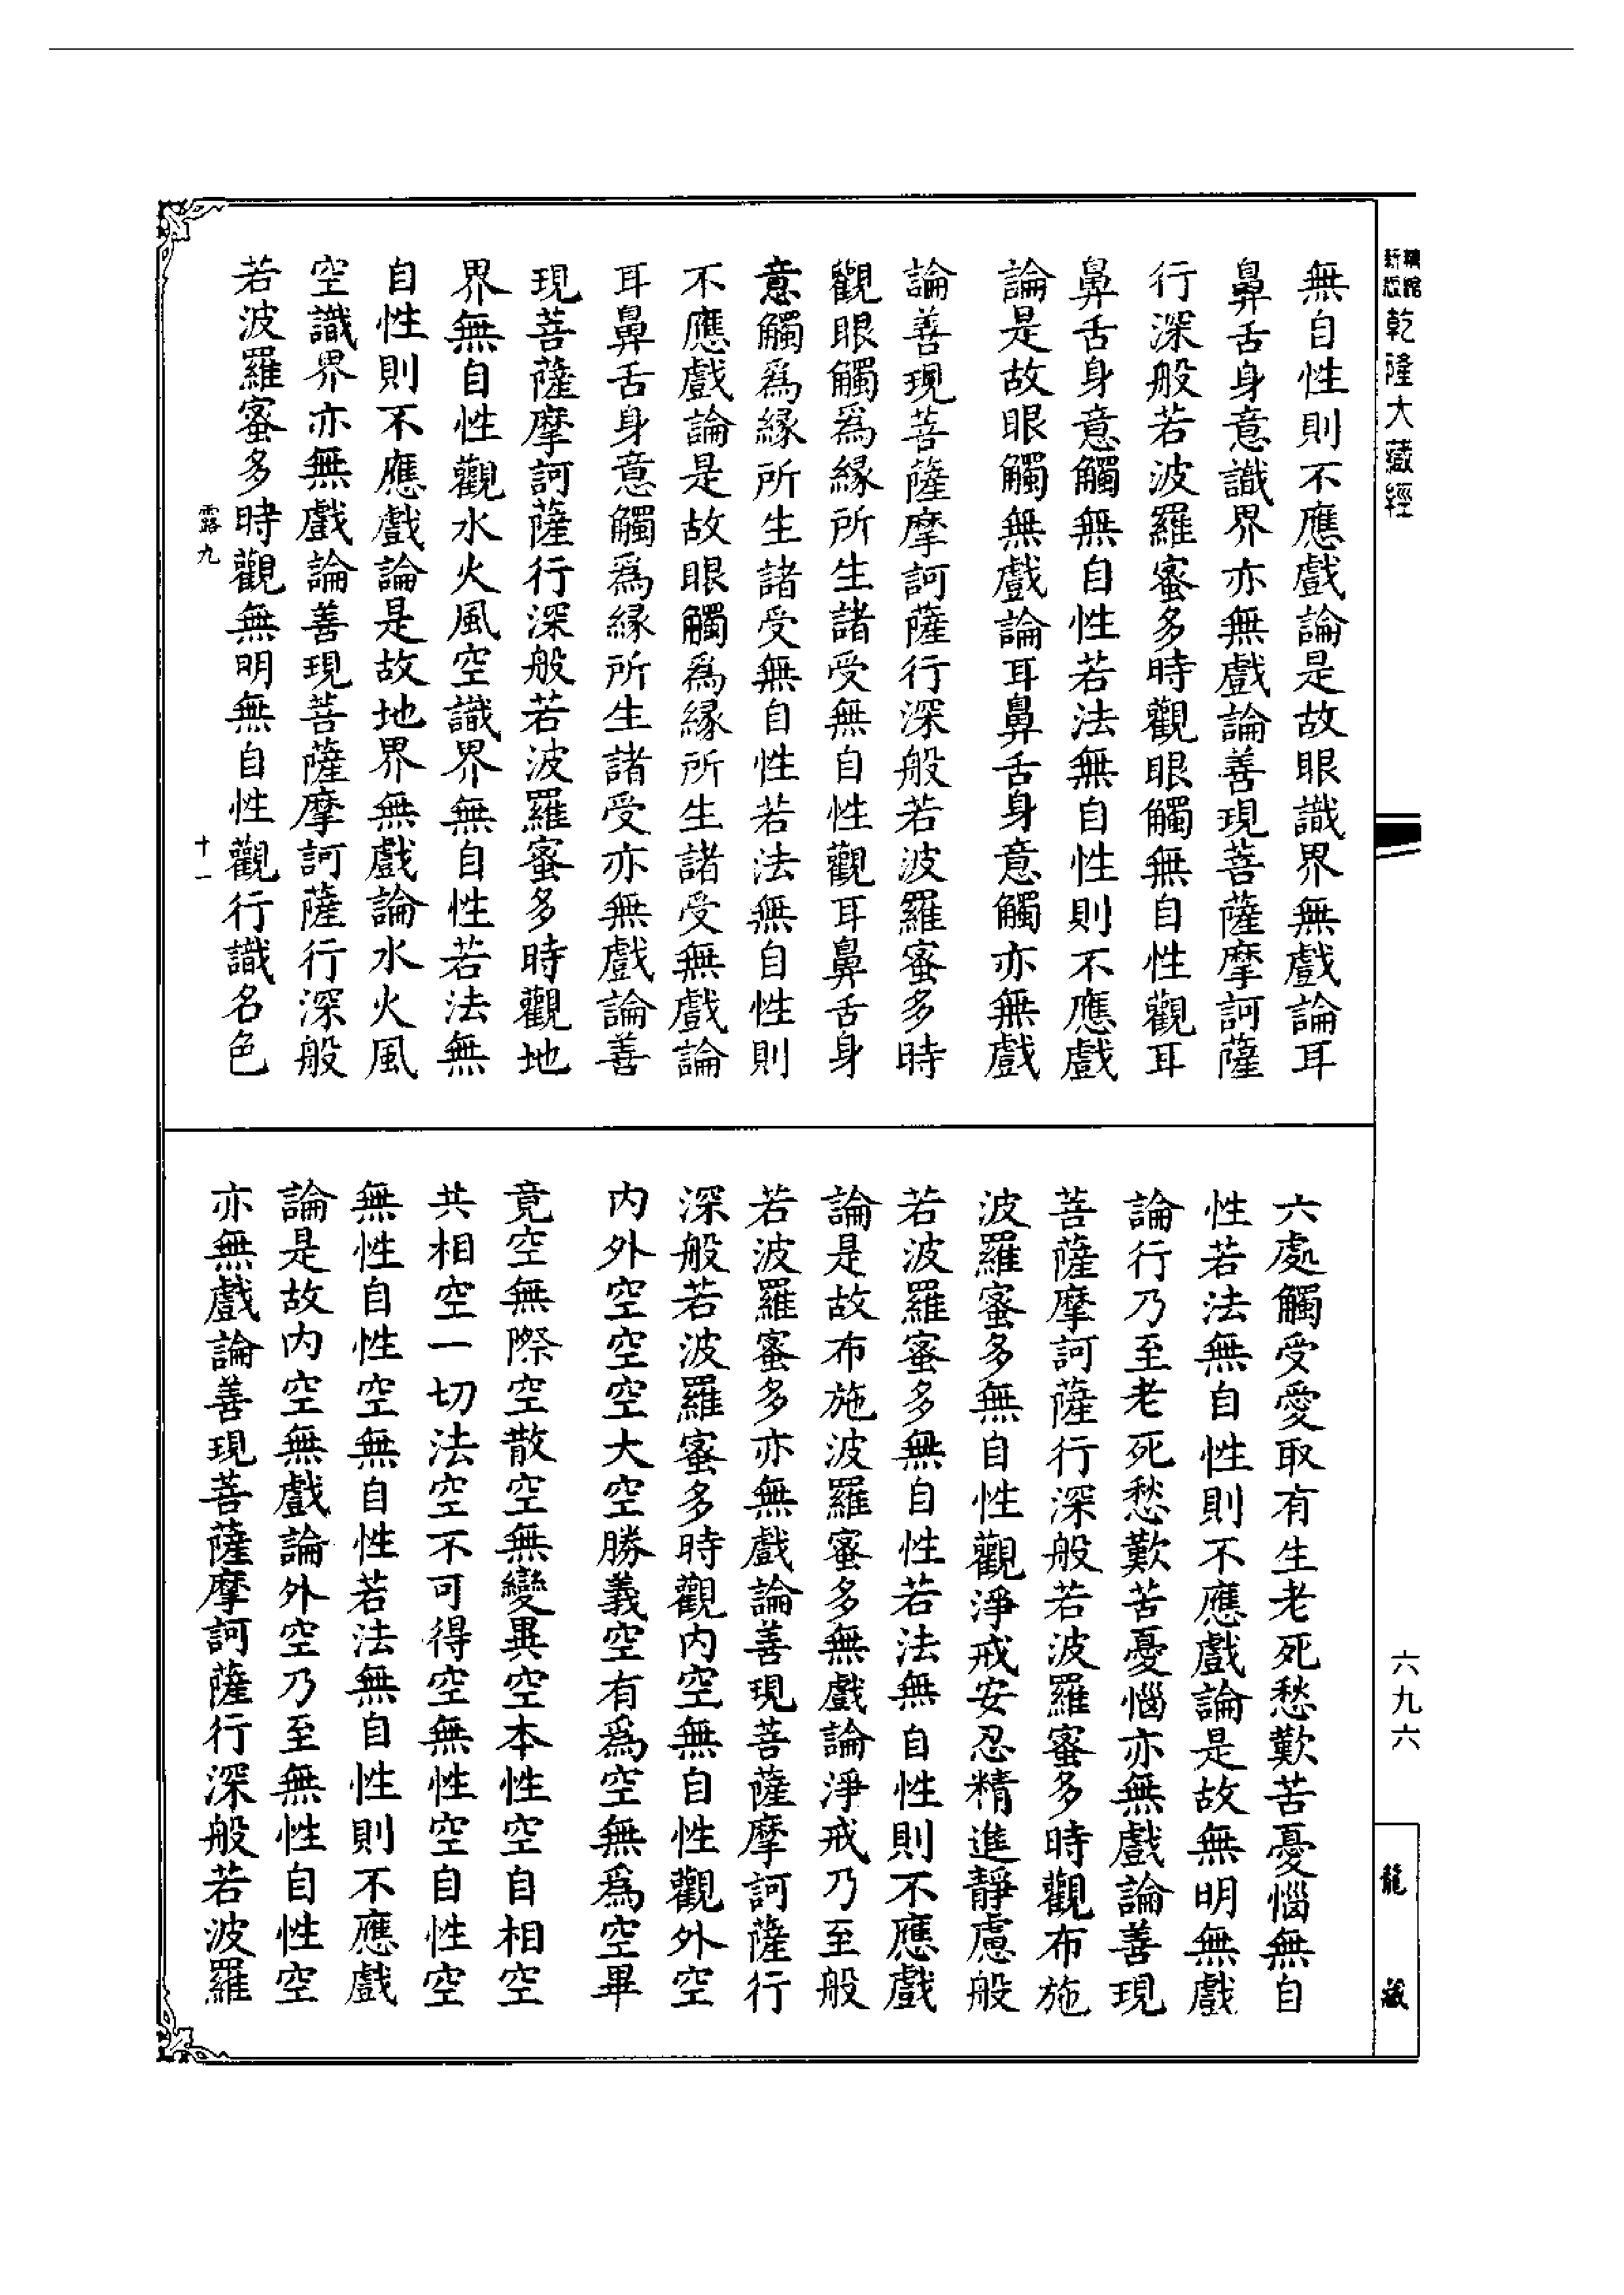 乾隆大藏經
無自性則不應戲論是故眼識界無戲論耳
鼻舌身意識界亦無戲論善現菩薩摩訶薩
行深般若波羅蜜多時觀眼觸無自性觀耳
鼻舌身意觸無自性若法無自性則不應戲
論是故眼觸無戲論耳鼻舌身意觸亦無戲
論善現菩薩摩訶薩行深般若波羅蜜多時
觀眼觸爲緣所生諸受無自性觀耳鼻舌身
意觸爲緣所生諸受無自性若法無自性則
不應戲論是故眼觸爲緣所生諸受無戲論
耳鼻舌身意觸爲緣所生諸受亦無戲論善
現菩薩摩訶薩行深般若波羅蜜多時觀地
界無自性觀水火風空識界無自性若法無
自性則不應戲論是故地界無戲論水火風
空識界亦無戲論善現菩薩摩訶薩行深般
若波羅蜜多時觀無明無自性觀行識名色
露九 十一
六處觸受愛取有生老死愁歎苦憂惱無自
性若法無自性則不應戲論是故無明無戲
論行乃至老死愁歎苦憂惱亦無戲論善現
菩薩摩訶薩行深般若波羅蜜多時觀布施
波羅蜜多無自性觀淨戒安忍精進靜慮般
若波羅蜜多無自性若法無自性則不應戲
論是故布施波羅蜜多無戲論淨戒乃至般
若波羅蜜多亦無戲論善現菩薩摩訶薩行
深般若波羅蜜多時觀内空無自性觀外空
内外空空空大空勝義空有爲空無爲空畢
竟空無際空散空無變異空本性空自相空
共相空一切法空不可得空無性空自性空
無性自性空無自性若法無自性則不應戲
論是故内空無戲論外空乃至無性自性空
亦無戲論善現菩薩摩訶薩行深般若波羅
六九六
龍藏